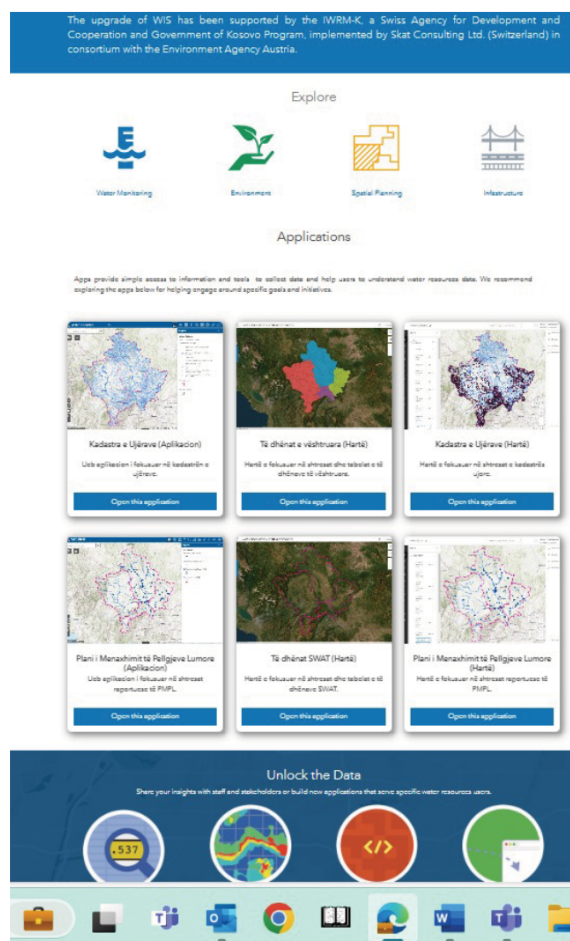 The upgrade of WIS has been supported by the IWRM-K, a Swiss Agency for Development and
Cooperation and Government of Kosovo Program, implemented by Skat Consulting Ltd. (Switzerland) in
consortium with the Environment Agency Austria.
Explore
Water Monitoring
Environment
Spatial Planning
Infastructure
Applications
Apps provide simple access to information and tools to collect data and help users to understand water resources data. We recommend
exploring the apps below for helping engage around specific goals and initiatives.
Kadastra e Ujërave (Aplikacion)
Ueb aplikacion i fokusuar në kadastrën e
ujërave.
Open this application
Të dhënat e vështruara (Hartë)
Hartë e fokusuar në shtresat dhe tabelat e të
dhënave të vështruara.
Open this application
Kadastra e Ujërave (Hartë)
Hartë e fokusuar në shtresat e kadastrës
ujore.
Open this application
Plani i Menaxhimit të Pellgjeve Lumore
(Aplikacion)
Ueb aplikacion i fokusuar në shtresat
raportuese të PMPL.
Open this application
Të dhënat SWAT (Hartë)
Hartë e fokusuar në shtresat dhe tabelat e të
dhënave SWAT.
Open this application
Plani i Menaxhimit të Pellgjeve Lumore
(Hartë)
Hartë e fokusuar në shtresat raportuese të
PMPL.
Open this application
Unlock the Data
Share your insights with staff and stakeholders or build new applications that serve specific water resources users.
.537
</>